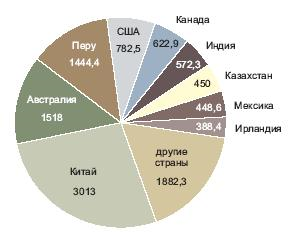 Канада
622,9
США
782,5
Индия
572,3
Перу
1444,4
Казахстан
450
Австралия
1518
Мексика
448,6
Ирландия
388,4
другие
страны
1882,3
Китай
3013